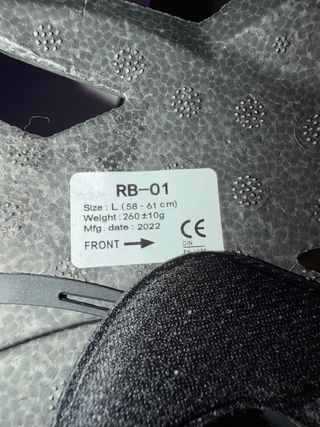 RB-01
Size: L (58 - 61 cm)
Weight: 260±10g
Mfg. date: 2022
FRONT → CE
DIN